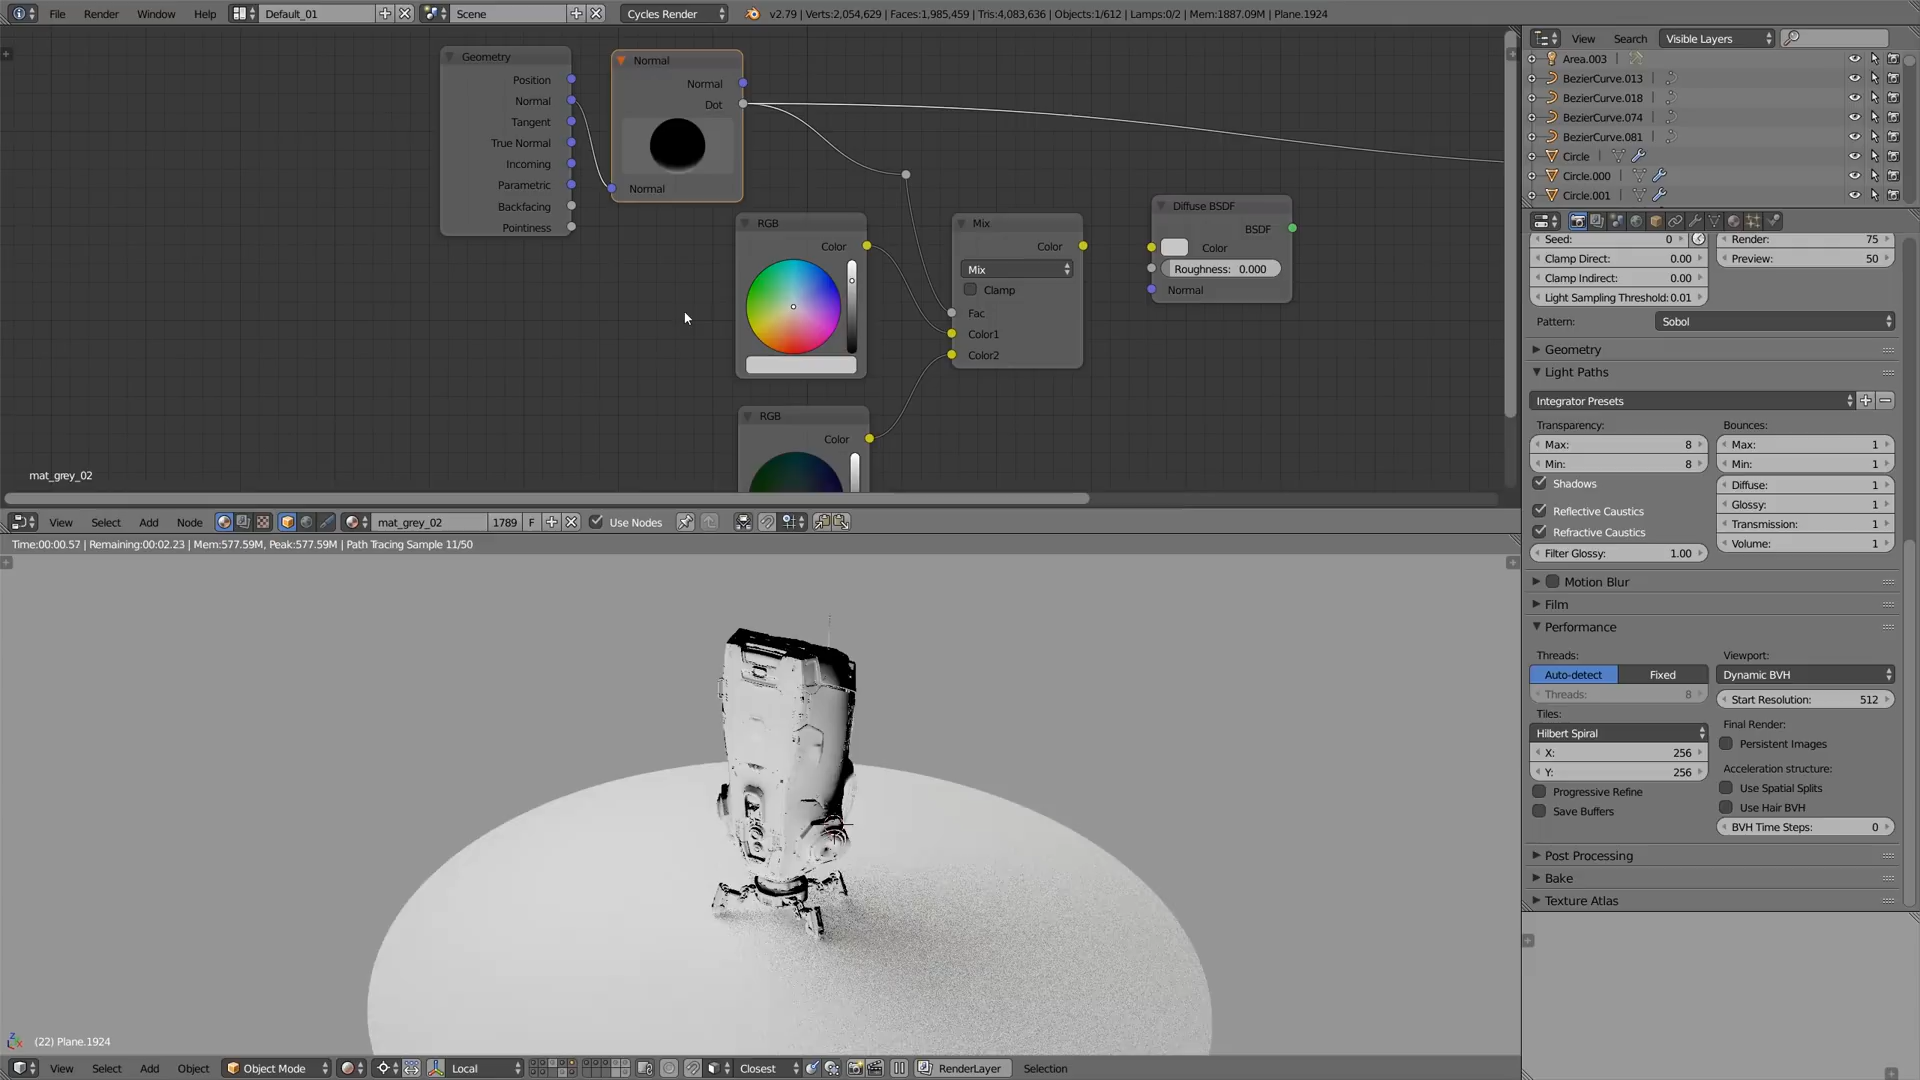 File Render Window Help Default_01 Scene Cycles Render v2.79 | Verts:2,054,629 | Faces:1,985,459 | Tris:4,083,636 | Objects:1/612 | Lamps:0/2 | Mem:1887.09M | Plane.1924
Geometry
Position
Normal
Tangent
True Normal
Incoming
Parametric
Backfacing
Pointiness
Normal
Normal
Dot
Normal
RGB
Color
RGB
Color
Mix
Color
Mix
Clamp
Fac
Color1
Color2
Diffuse BSDF
BSDF
Color
Roughness: 0.000
Normal
mat_grey_02
View Select Add Node mat_grey_02 1789 F Use Nodes
Time:00:00.57 | Remaining:00:02.23 | Mem:577.59M, Peak:577.59M | Path Tracing Sample 11/50
(22) Plane.1924
View Select Add Object Object Mode Local Closest RenderLayer Selection
View Search Visible Layers
Area.003
BezierCurve.013
BezierCurve.018
BezierCurve.074
BezierCurve.081
Circle
Circle.000
Circle.001
Seed: 0 Render: 75
Clamp Direct: 0.00 Preview: 50
Clamp Indirect: 0.00
Light Sampling Threshold: 0.01
Pattern: Sobol
Geometry
Light Paths
Integrator Presets
Transparency: Bounces:
Max: 8 Max: 1
Min: 8 Min: 1
Shadows Diffuse: 1
Reflective Caustics Glossy: 1
Refractive Caustics Transmission: 1
Filter Glossy: 1.00 Volume: 1
Motion Blur
Film
Performance
Threads: Viewport:
Auto-detect Fixed Dynamic BVH
Threads: 8 Start Resolution: 512
Tiles: Final Render:
Hilbert Spiral Persistent Images
X: 256 Acceleration structure:
Y: 256 Use Spatial Splits
Progressive Refine Use Hair BVH
Save Buffers BVH Time Steps: 0
Post Processing
Bake
Texture Atlas